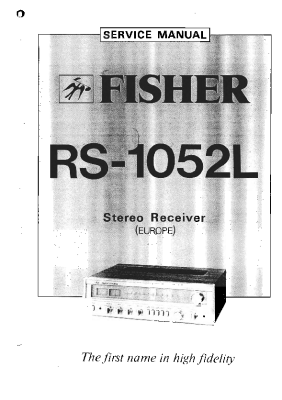 SERVICE MANUAL
FISHER
RS-1052L
Stereo Receiver
(EUROPE)
The first name in high fidelity